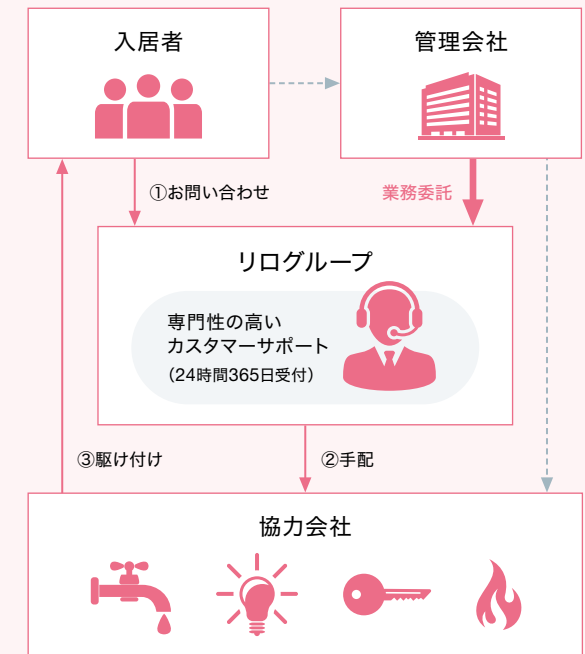 入居者
管理会社
①お問い合わせ
業務委託
リログループ
専門性の高い
カスタマーサポート
（24時間365日受付）
③駆け付け
②手配
協力会社